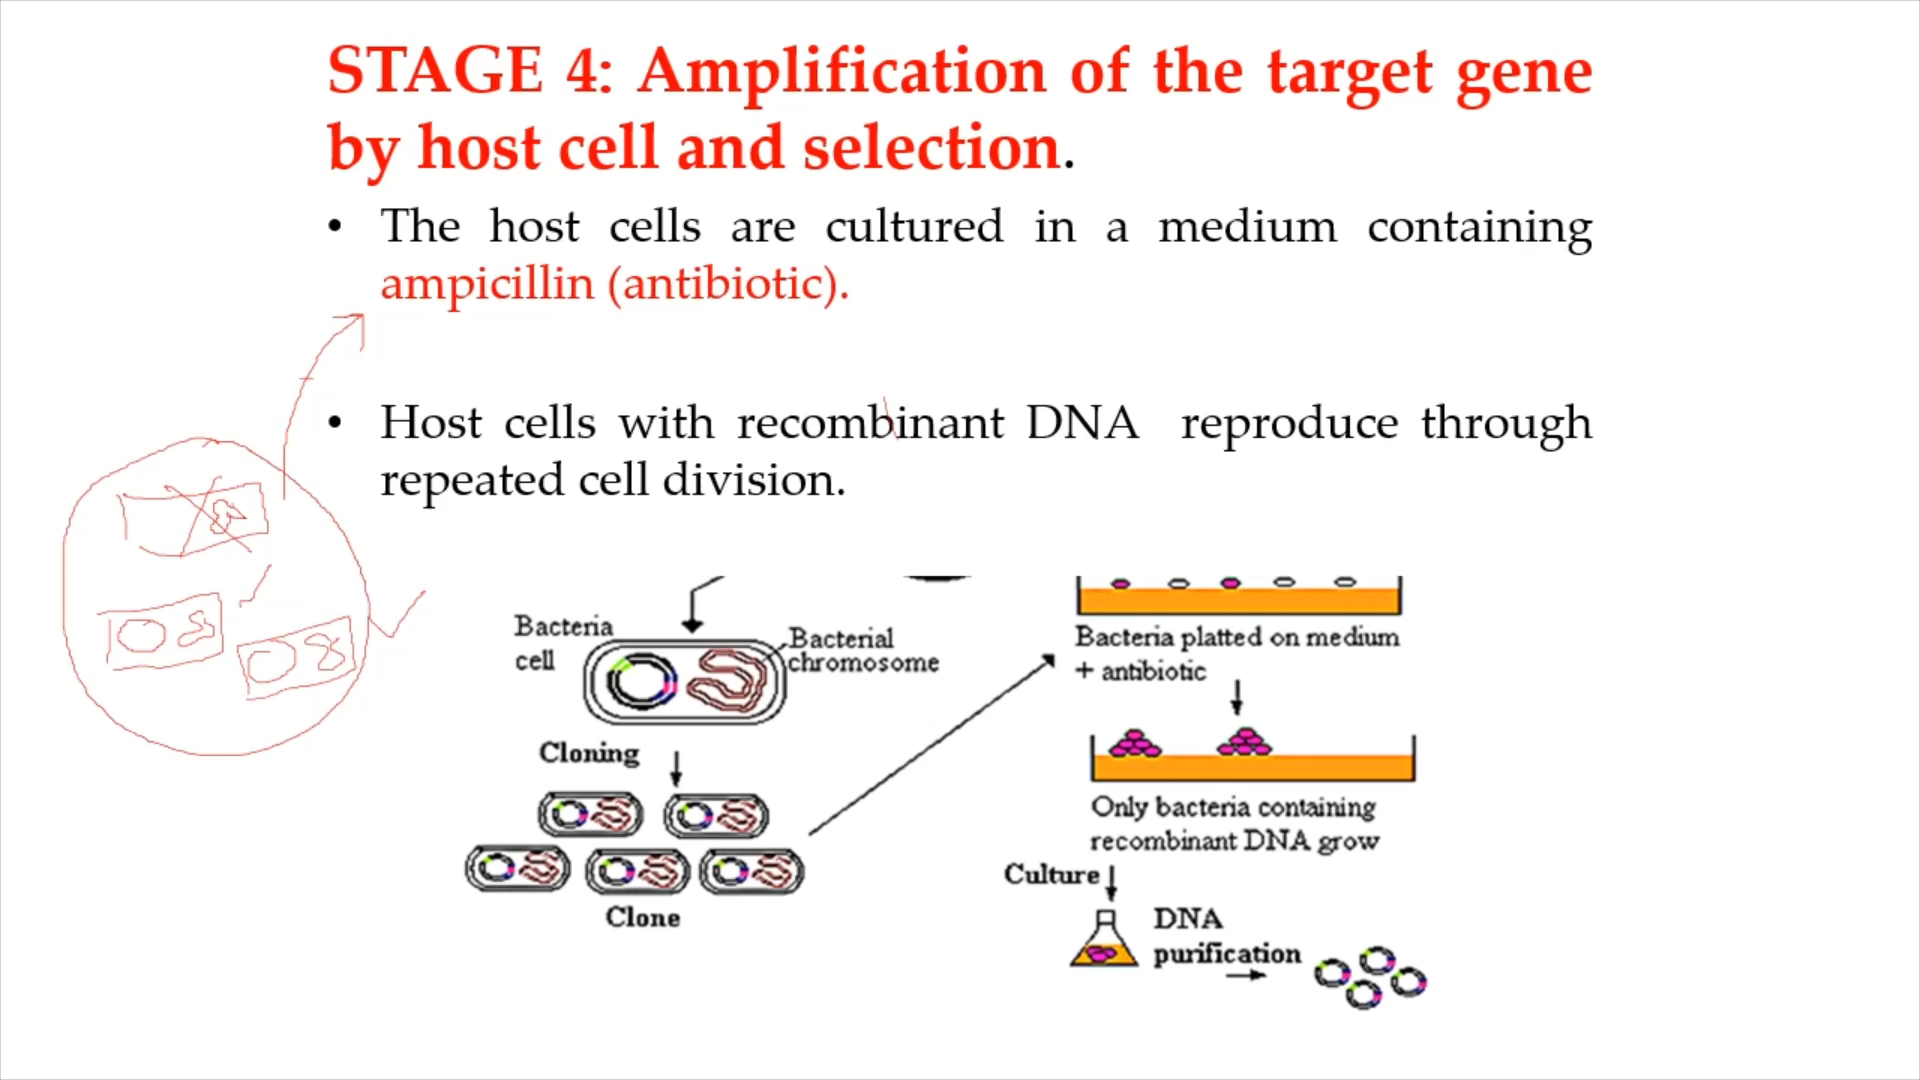 STAGE 4: Amplification of the target gene
by host cell and selection.
• The host cells are cultured in a medium containing
ampicillin (antibiotic).
• Host cells with recombinant DNA reproduce through
repeated cell division.
Bacteria
cell
Bacterial
chromosome
Cloning
Clone
Bacteria platted on medium
+ antibiotic
Only bacteria containing
recombinant DNA grow
Culture
DNA
purification